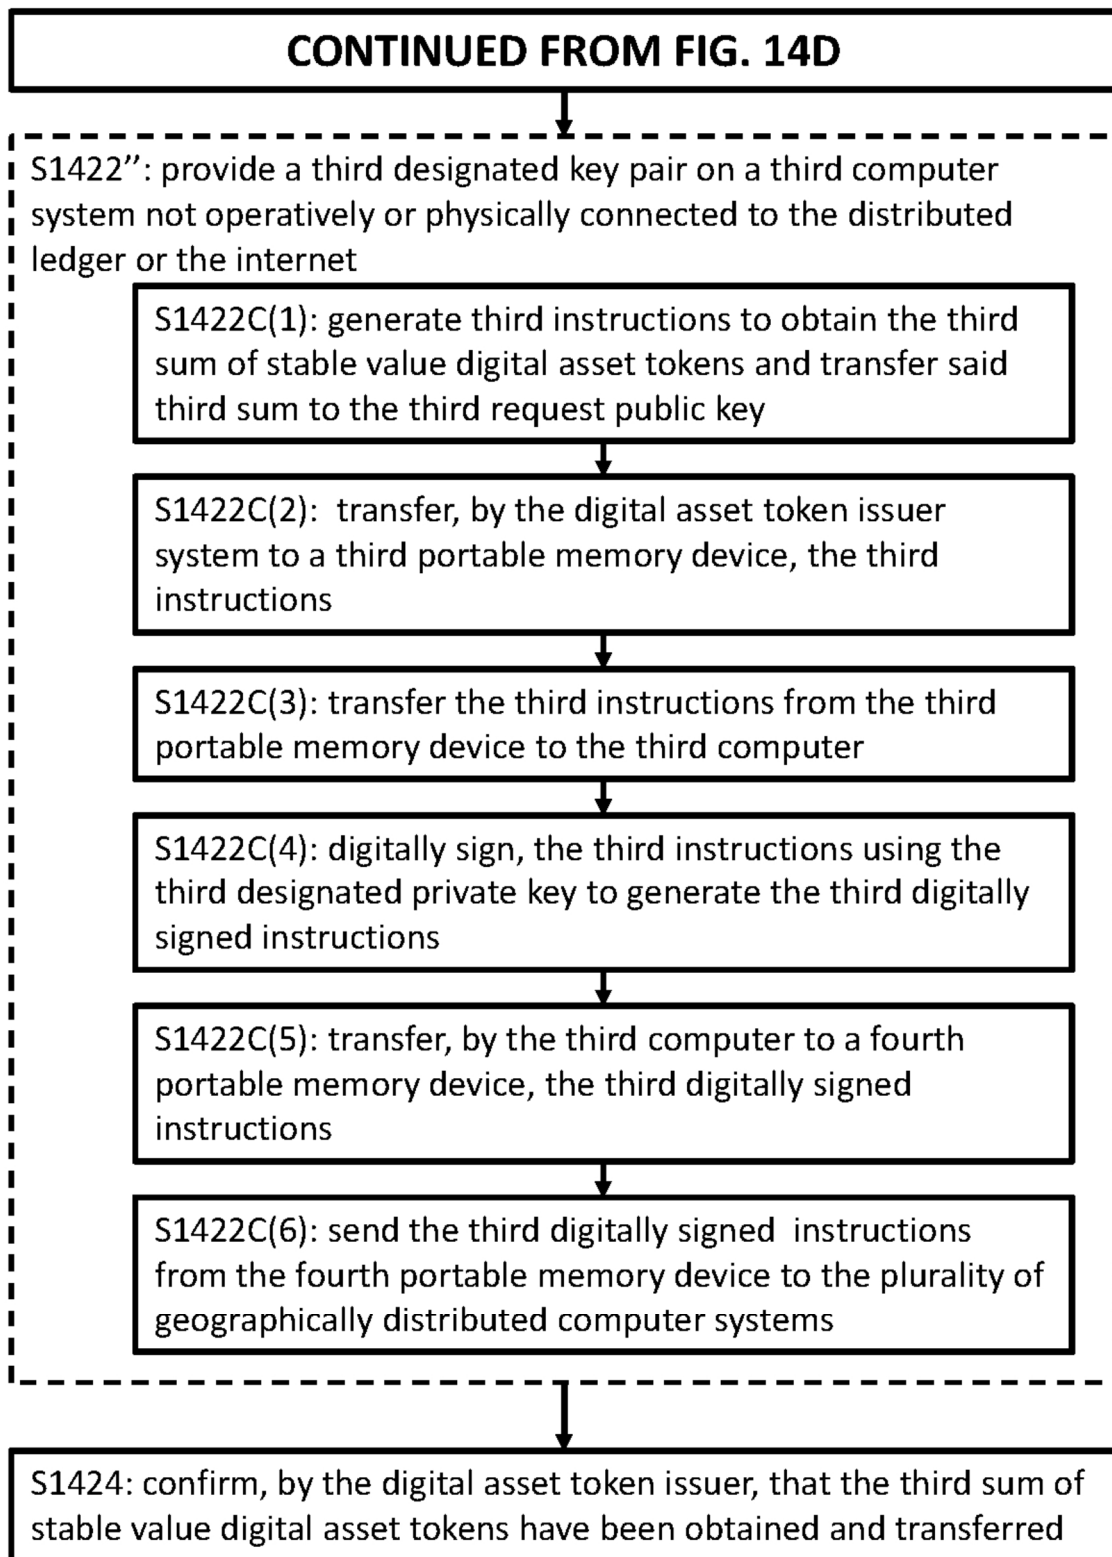 CONTINUED FROM FIG. 14D
S1422’’: provide a third designated key pair on a third computer
system not operatively or physically connected to the distributed
ledger or the internet
S1422C(1): generate third instructions to obtain the third
sum of stable value digital asset tokens and transfer said
third sum to the third request public key
S1422C(2): transfer, by the digital asset token issuer
system to a third portable memory device, the third
instructions
S1422C(3): transfer the third instructions from the third
portable memory device to the third computer
S1422C(4): digitally sign, the third instructions using the
third designated private key to generate the third digitally
signed instructions
S1422C(5): transfer, by the third computer to a fourth
portable memory device, the third digitally signed
instructions
S1422C(6): send the third digitally signed instructions
from the fourth portable memory device to the plurality of
geographically distributed computer systems
S1424: confirm, by the digital asset token issuer, that the third sum of
stable value digital asset tokens have been obtained and transferred